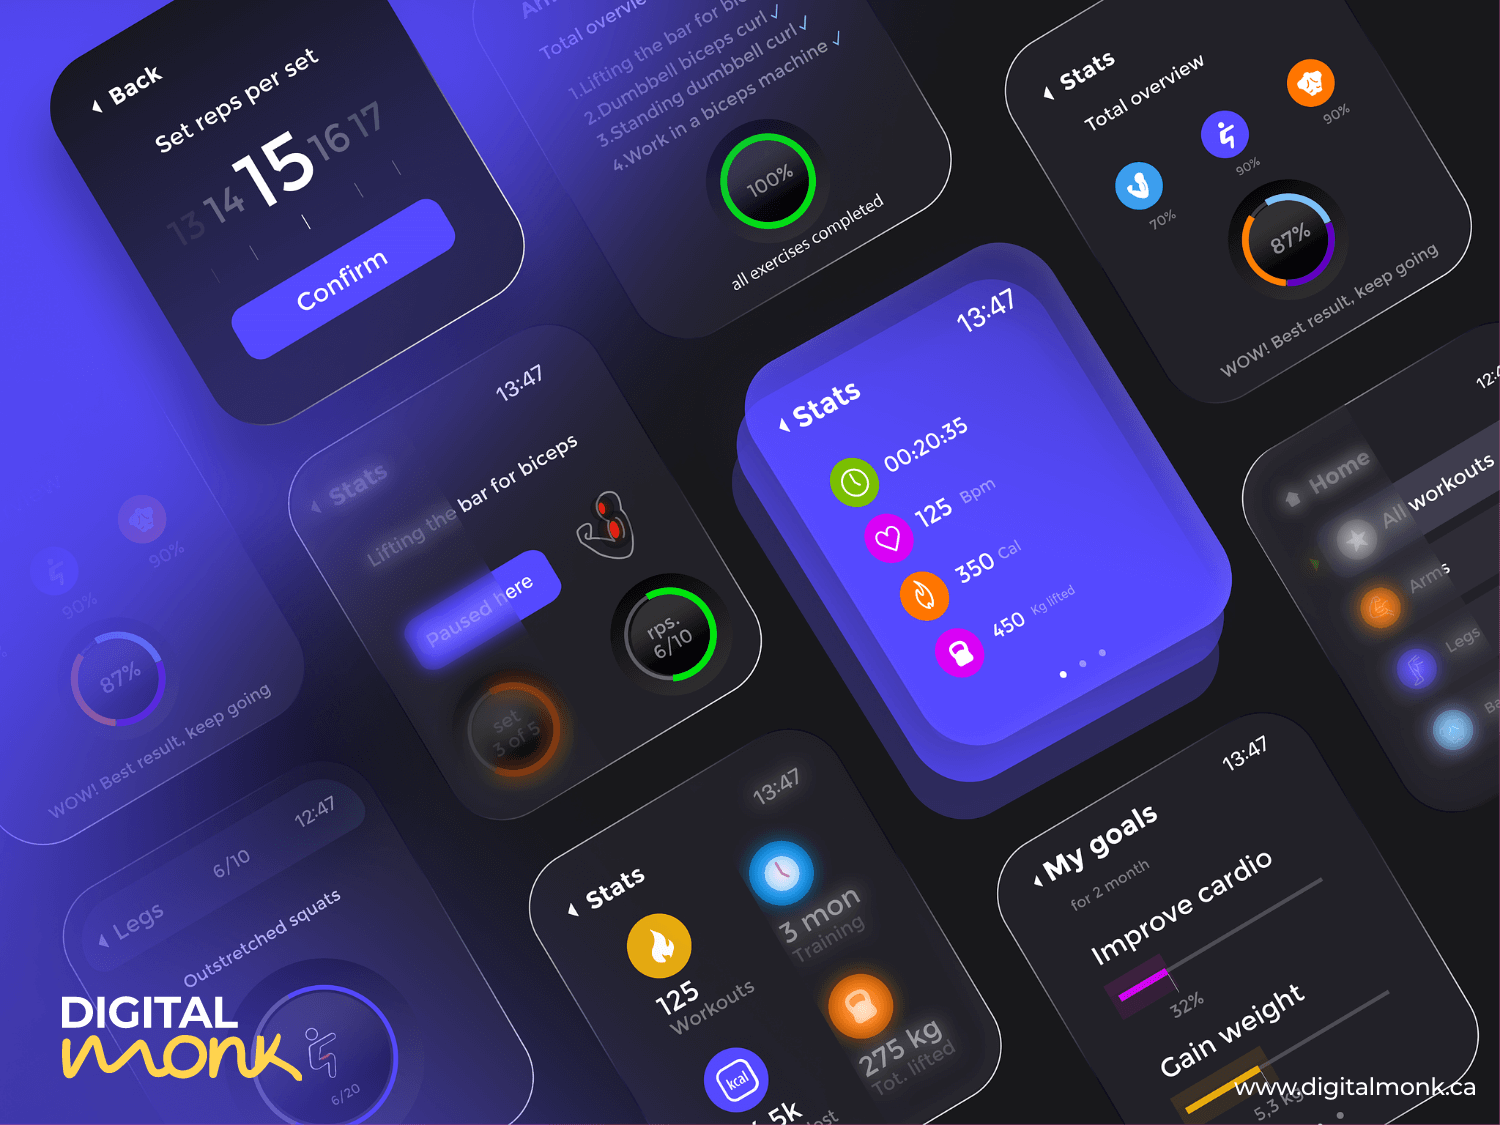 Back
Set reps per set
13 14 15 16 17
Confirm
Total overview
1.Lifting the bar for
2.Dumbbell biceps curl
3.Standing dumbbell curl
4.Work in a biceps machine
100%
all exercises completed
Stats
Total overview
70%
90%
90%
87%
WOW! Best result, keep going
13:47
Stats
Lifting the bar for biceps
Paused here
rps.
6/10
set
3 of 5
13:47
Stats
00:20:35
125 Bpm
350 Cal
450 Kg lifted
Home
All workouts
Arms
Legs
90%
90%
87%
WOW! Best result, keep going
12:47
Legs
6/10
Outstretched squats
6/20
13:47
Stats
125
Workouts
3 mon
Training
kcal
5k
275 kg
Tot. lifted
13:47
My goals
for 2 month
Improve cardio
32%
Gain weight
5,3 kg
DIGITAL
monk
www.digitalmonk.ca